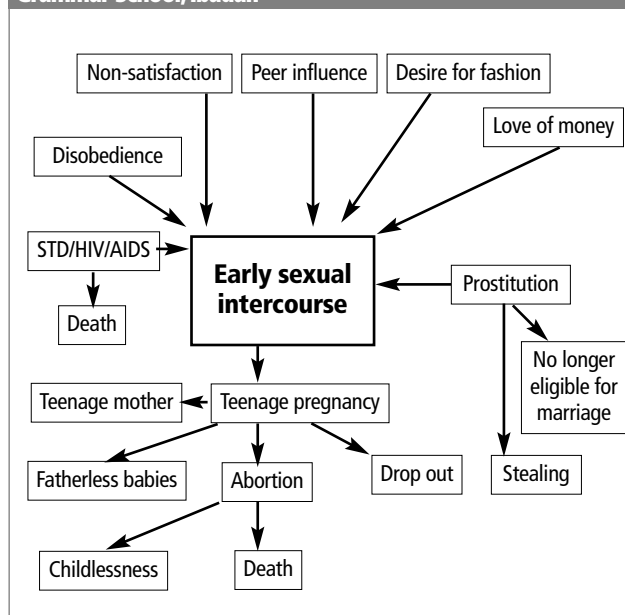 Grammar School, Ibadan
Non-satisfaction
Peer influence
Desire for fashion
Love of money
Disobedience
STD/HIV/AIDS
Early sexual
intercourse
Prostitution
Death
No longer
eligible for
marriage
Teenage mother
Teenage pregnancy
Fatherless babies
Abortion
Drop out
Stealing
Childlessness
Death